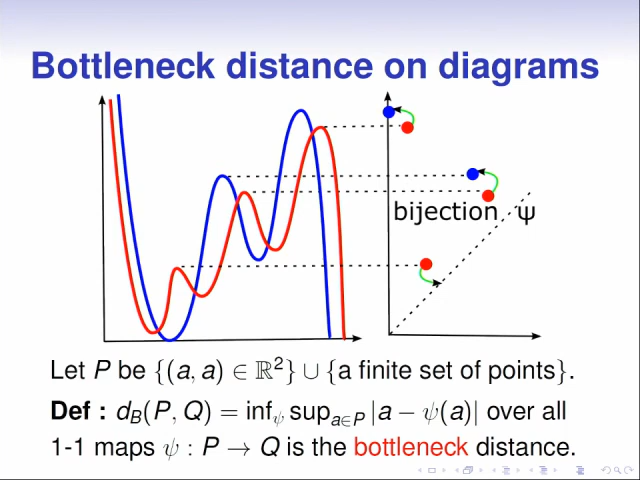 Bottleneck distance on diagrams
bijection ψ
Let P be {(a, a) ∈ ℝ²} ∪ {a finite set of points}.
Def : d_B(P, Q) = inf_ψ sup_{a∈P} |a − ψ(a)| over all
1-1 maps ψ : P → Q is the bottleneck distance.